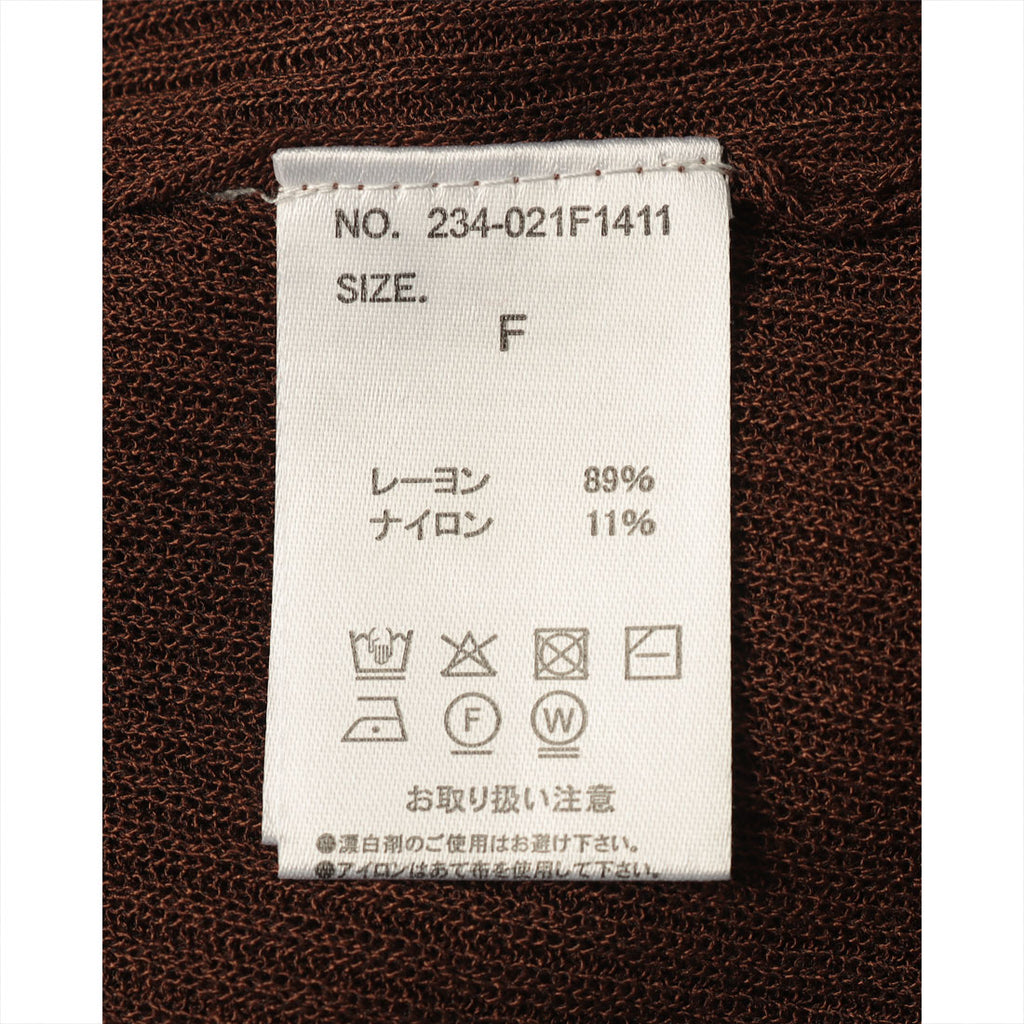 NO. 234-021F1411
SIZE.
F
レーヨン 89%
ナイロン 11%
F W
お取り扱い注意
●漂白剤のご使用はお避け下さい。
●アイロンはあて布を使用して下さい。